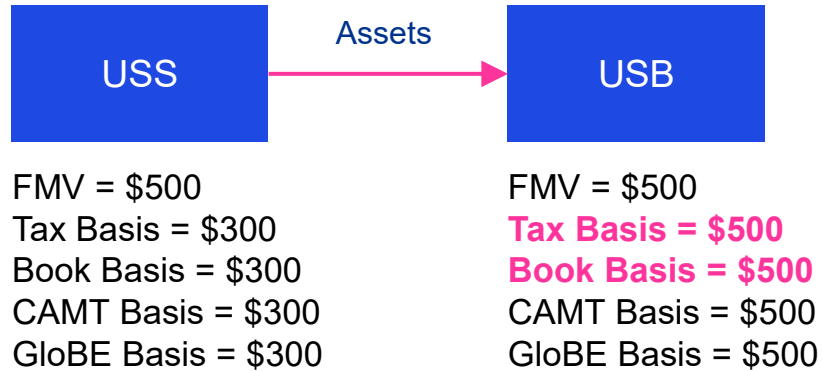 USS
Assets
USB
FMV = $500
Tax Basis = $300
Book Basis = $300
CAMT Basis = $300
GloBE Basis = $300
FMV = $500
Tax Basis = $500
Book Basis = $500
CAMT Basis = $500
GloBE Basis = $500